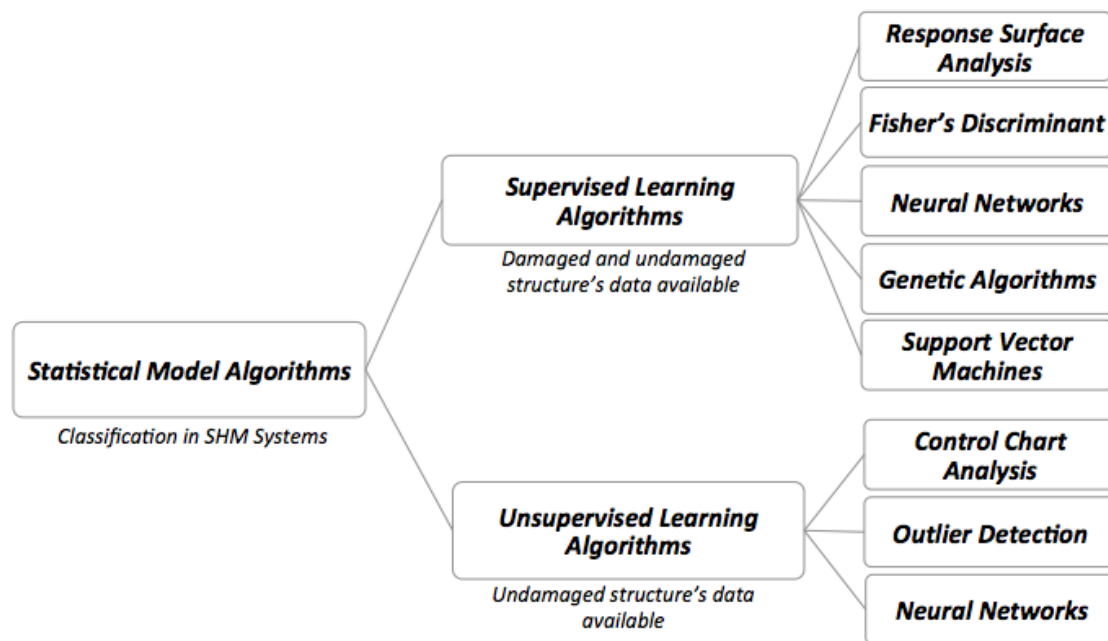 Statistical Model Algorithms
Classification in SHM Systems
Supervised Learning
Algorithms
Damaged and undamaged
structure's data available
Response Surface
Analysis
Fisher's Discriminant
Neural Networks
Genetic Algorithms
Support Vector
Machines
Unsupervised Learning
Algorithms
Undamaged structure's data
available
Control Chart
Analysis
Outlier Detection
Neural Networks